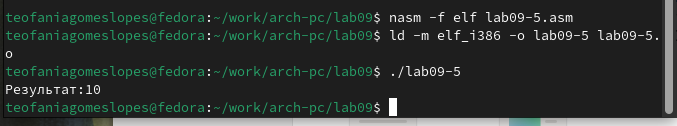 teofaniagomeslopes@fedora:~/work/arch-pc/lab09$ nasm -f elf lab09-5.asm
teofaniagomeslopes@fedora:~/work/arch-pc/lab09$ ld -m elf_i386 -o lab09-5 lab09-5.
o
teofaniagomeslopes@fedora:~/work/arch-pc/lab09$ ./lab09-5
Результат:10
teofaniagomeslopes@fedora:~/work/arch-pc/lab09$